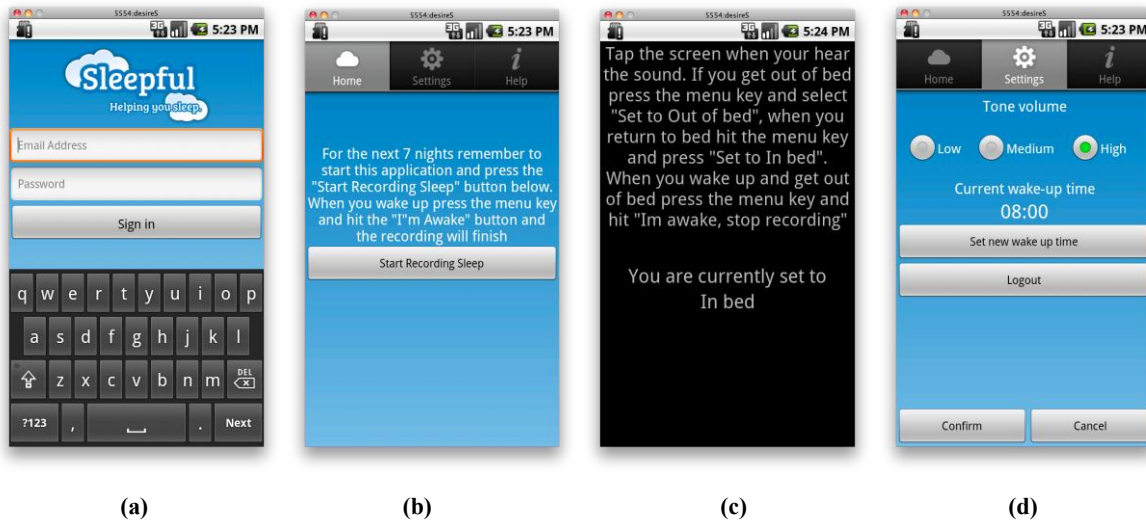 5554:desireS
3G
5:23 PM
Sleepful
Helping you sleep.
Email Address
Password
Sign in
q w e r t y u i o p
a s d f g h j k l
z x c v b n m DEL
?123 , . Next
(a)
5554:desireS
3G
5:23 PM
Home Settings Help
For the next 7 nights remember to
start this application and press the
"Start Recording Sleep" button below.
When you wake up press the menu key
and hit the "I"m Awake" button and
the recording will finish
Start Recording Sleep
(b)
5554:desireS
3G
5:24 PM
Tap the screen when your hear
the sound. If you get out of bed
press the menu key and select
"Set to Out of bed", when you
return to bed hit the menu key
and press "Set to In bed".
When you wake up and get out
of bed press the menu key and
hit "Im awake, stop recording"
You are currently set to
In bed
(c)
5554:desireS
3G
5:23 PM
Home Settings Help
Tone volume
Low Medium High
Current wake-up time
08:00
Set new wake up time
Logout
Confirm Cancel
(d)